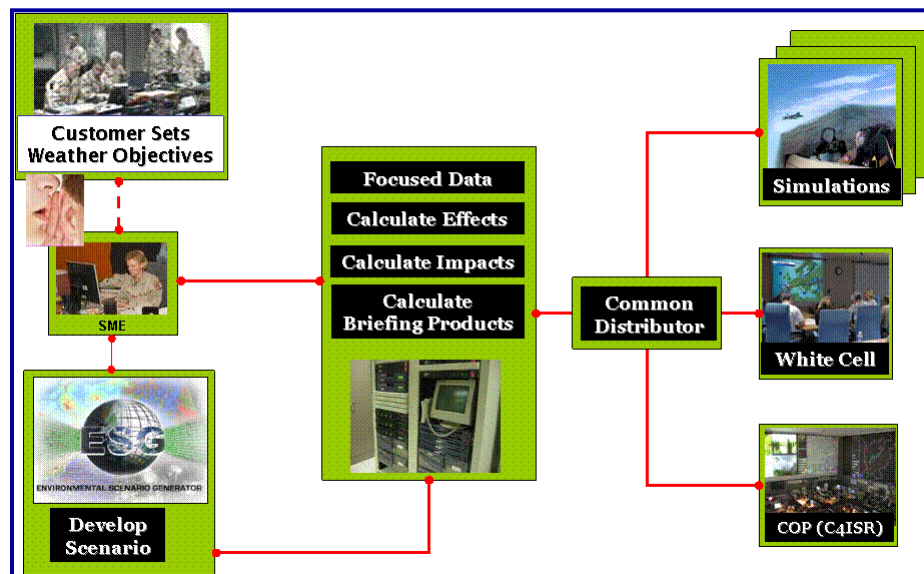 Customer Sets
Weather Objectives
SME
ESG
ENVIRONMENTAL SCENARIO GENERATOR
Develop
Scenario
Focused Data
Calculate Effects
Calculate Impacts
Calculate
Briefing Products
Common
Distributor
Simulations
White Cell
COP (C4ISR)